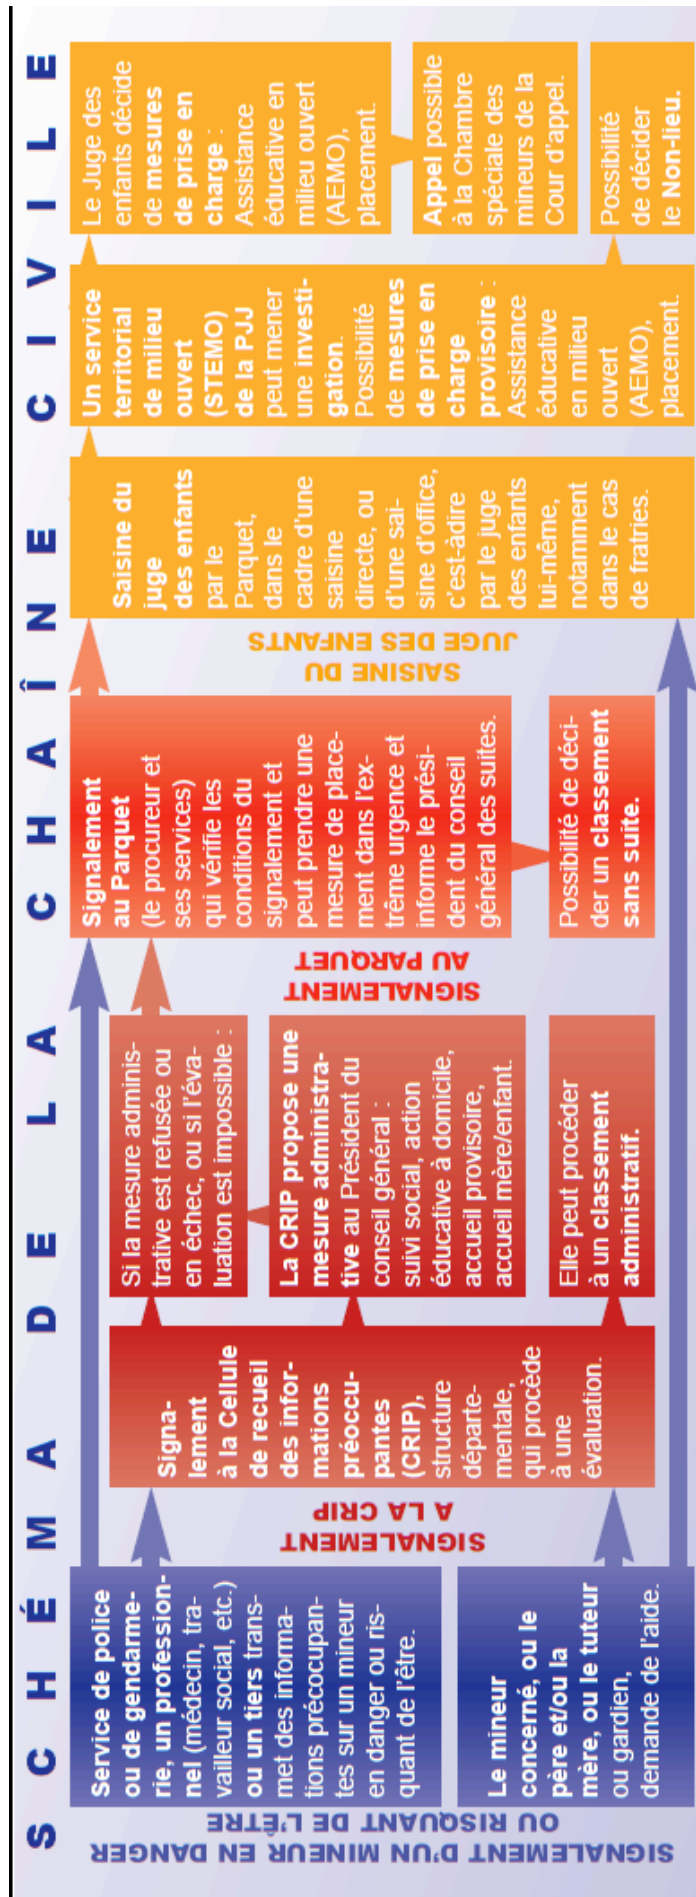 SCHÉMA DE LA CHAÎNE CIVILE
SIGNALEMENT D'UN MINEUR EN DANGER
OU RISQUANT DE L'ÊTRE
Service de police
ou de gendarme-
rie, un profession-
nel (médecin, tra-
vailleur social, etc.)
ou un tiers trans-
met des informa-
tions précocupan-
tes sur un mineur
en danger ou ris-
quant de l'être.
Le mineur
concerné, ou le
père et/ou la
mère, ou le tuteur
ou gardien,
demande de l'aide.
SIGNALEMENT
A LA CRIP
Signa-
lement
à la Cellule
de recueil
des infor-
mations
préoccu-
pantes
(CRIP),
structure
départe-
mentale,
qui procède
à une
évaluation.
Si la mesure adminis-
trative est refusée ou
en échec, ou si l'éva-
luation est impossible :
La CRIP propose une
mesure administra-
tive au Président du
conseil général :
suivi social, action
éducative à domicile,
accueil provisoire,
accueil mère/enfant.
Elle peut procéder
à un classement
administratif.
SIGNALEMENT
AU PARQUET
Signalement
au Parquet
(le procureur et
ses services)
qui vérifie les
conditions du
signalement et
peut prendre une
mesure de place-
ment dans l'ex-
trême urgence et
informe le prési-
dent du conseil
général des suites.
Possibilité de déci-
der un classement
sans suite.
SAISINE DU
JUGE DES ENFANTS
Saisine du
juge
des enfants
par le
Parquet,
dans le
cadre d'une
saisine
directe, ou
d'une sai-
sine d'office,
c'est-àdire
par le juge
des enfants
lui-même,
notamment
dans le cas
de fratries.
Un service
territorial
de milieu
ouvert
(STEMO)
de la PJJ
peut mener
une investi-
gation.
Possibilité
de mesures
de prise en
charge
provisoire :
Assistance
éducative
en milieu
ouvert
(AEMO),
placement.
Le Juge des
enfants décide
de mesures
de prise en
charge :
Assistance
éducative en
milieu ouvert
(AEMO),
placement.
Appel possible
à la Chambre
spéciale des
mineurs de la
Cour d'appel.
Possibilité
de décider
le Non-lieu.